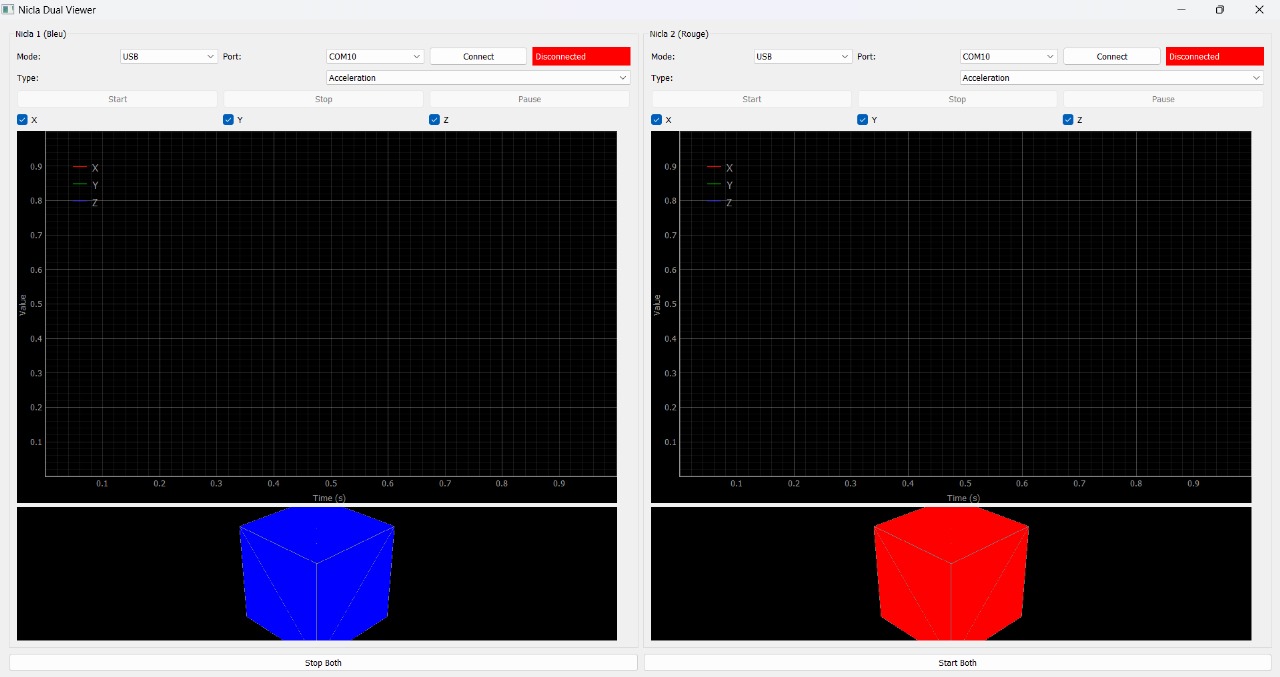 Nicla Dual Viewer
Nicla 1 (Bleu)
Mode: USB Port: COM10 Connect Disconnected
Type: Acceleration
Start Stop Pause
X Y Z
X
Y
Z
0.9
0.8
0.7
0.6
0.5
0.4
0.3
0.2
0.1
Value
0.1 0.2 0.3 0.4 0.5 0.6 0.7 0.8 0.9
Time (s)
Stop Both
Nicla 2 (Rouge)
Mode: USB Port: COM10 Connect Disconnected
Type: Acceleration
Start Stop Pause
X Y Z
X
Y
Z
0.9
0.8
0.7
0.6
0.5
0.4
0.3
0.2
0.1
Value
0.1 0.2 0.3 0.4 0.5 0.6 0.7 0.8 0.9
Time (s)
Start Both